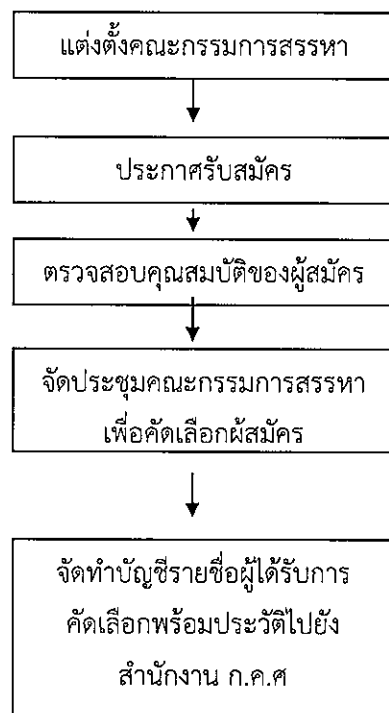 แต่งตั้งคณะกรรมการสรรหา
ประกาศรับสมัคร
ตรวจสอบคุณสมบัติของผู้สมัคร
จัดประชุมคณะกรรมการสรรหา
เพื่อคัดเลือกผู้สมัคร
จัดทำบัญชีรายชื่อผู้ได้รับการ
คัดเลือกพร้อมประวัติไปยัง
สำนักงาน ก.ค.ศ